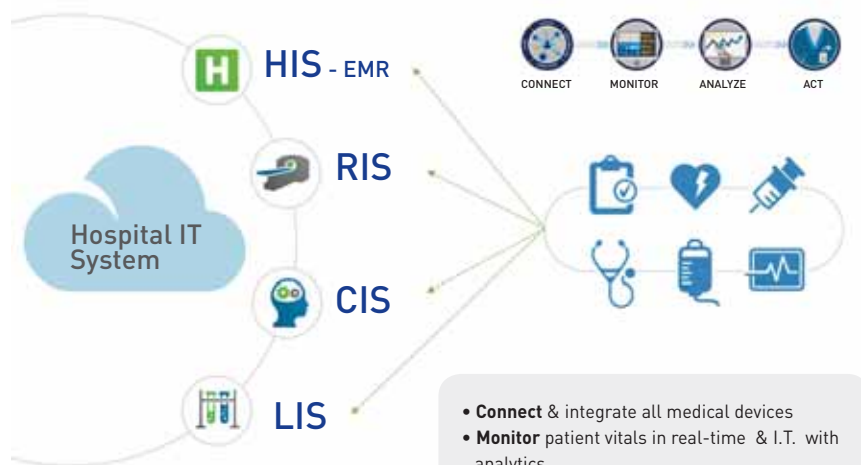 HIS - EMR
RIS
Hospital IT
System
CIS
LIS
CONNECT MONITOR ANALYZE ACT
• Connect & integrate all medical devices
• Monitor patient vitals in real-time & I.T. with
analytics